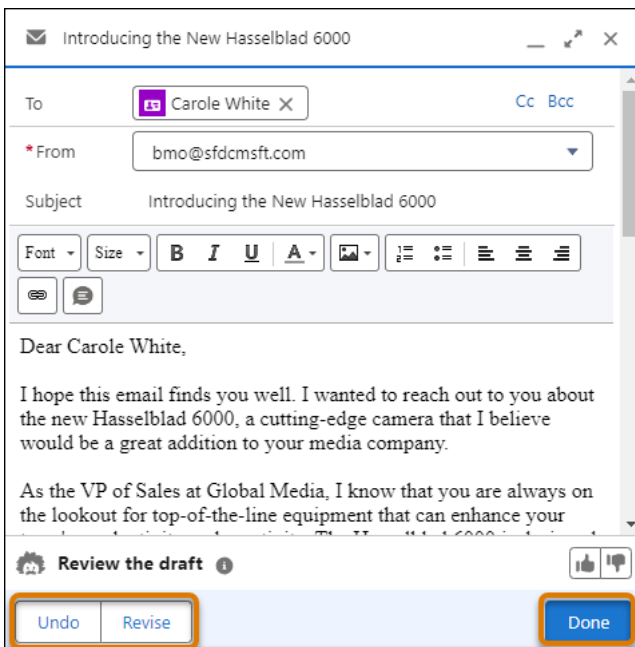 Introducing the New Hasselblad 6000
To Carole White Cc Bcc
* From bmo@sfdcmsft.com
Subject Introducing the New Hasselblad 6000
Font Size B I U A
Dear Carole White,
I hope this email finds you well. I wanted to reach out to you about
the new Hasselblad 6000, a cutting-edge camera that I believe
would be a great addition to your media company.
As the VP of Sales at Global Media, I know that you are always on
the lookout for top-of-the-line equipment that can enhance your
Review the draft
Undo Revise Done